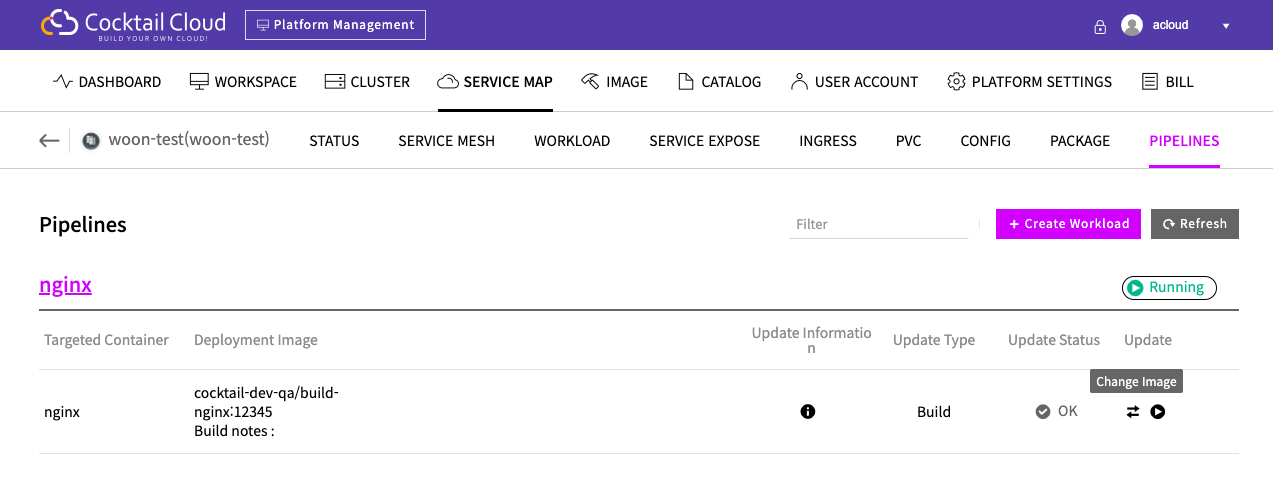 Cocktail Cloud
BUILD YOUR OWN CLOUD!
Platform Management
acloud
DASHBOARD WORKSPACE CLUSTER SERVICE MAP IMAGE CATALOG USER ACCOUNT PLATFORM SETTINGS BILL
woon-test(woon-test) STATUS SERVICE MESH WORKLOAD SERVICE EXPOSE INGRESS PVC CONFIG PACKAGE PIPELINES
Pipelines
Filter
+ Create Workload
Refresh
nginx
Running
Targeted Container Deployment Image Update Informatio
n Update Type Update Status Update
Change Image
nginx
cocktail-dev-qa/build-
nginx:12345
Build notes :
Build
OK